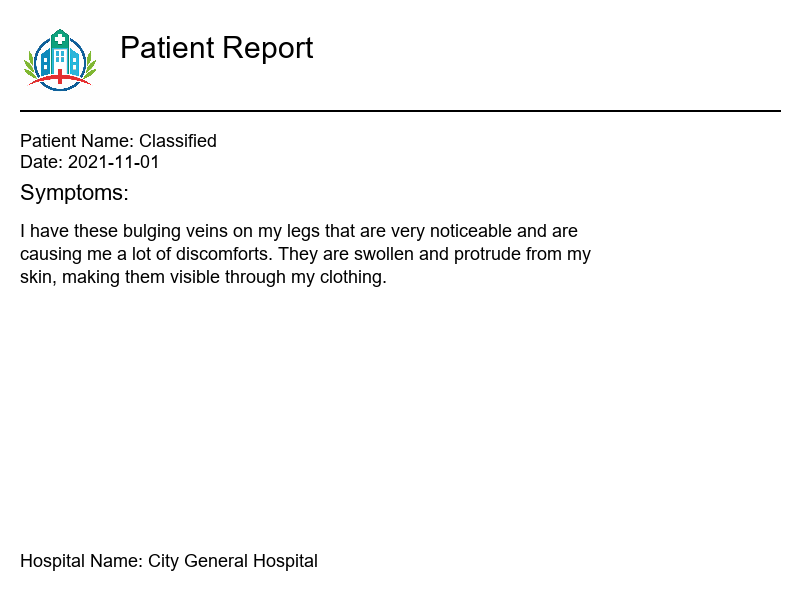 Patient Report
Patient Name: Classified
Date: 2021-11-01
Symptoms:
I have these bulging veins on my legs that are very noticeable and are
causing me a lot of discomforts. They are swollen and protrude from my
skin, making them visible through my clothing.
Hospital Name: City General Hospital